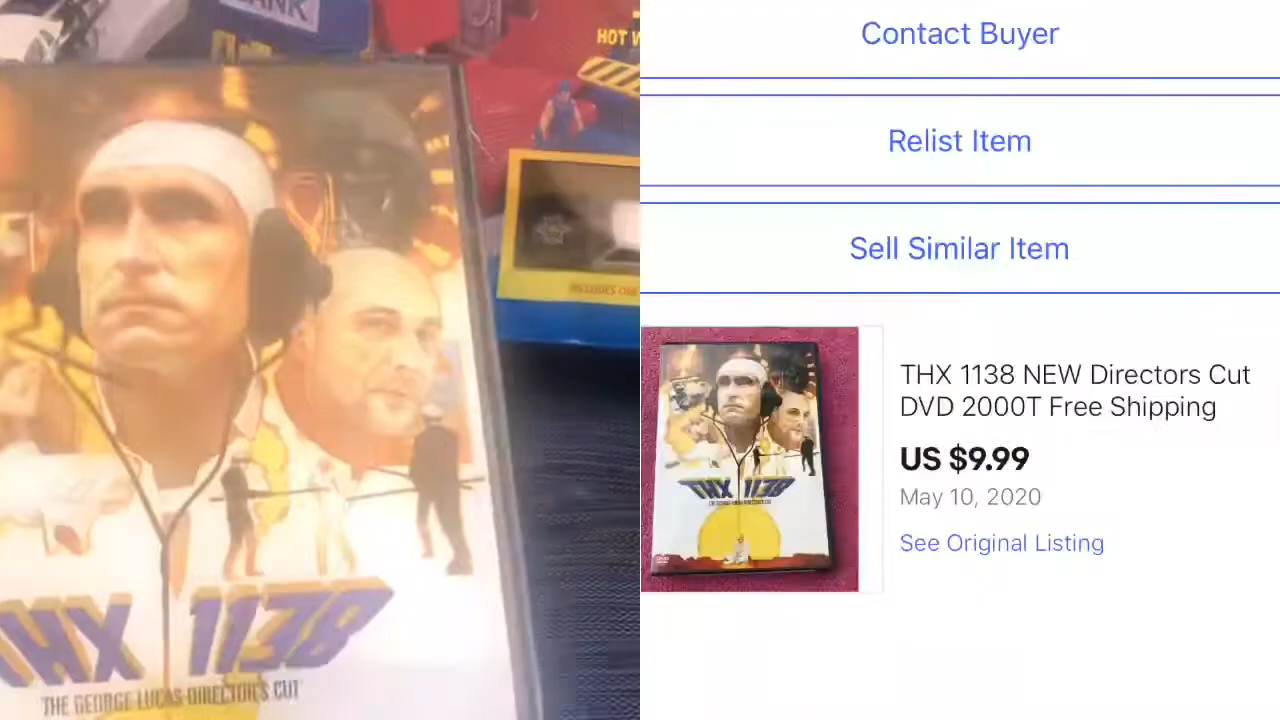 HOT W
THX 1138
THE GEORGE LUCAS DIRECTOR'S CUT
Contact Buyer
Relist Item
Sell Similar Item
THX 1138
THX 1138 NEW Directors Cut
DVD 2000T Free Shipping
US $9.99
May 10, 2020
See Original Listing